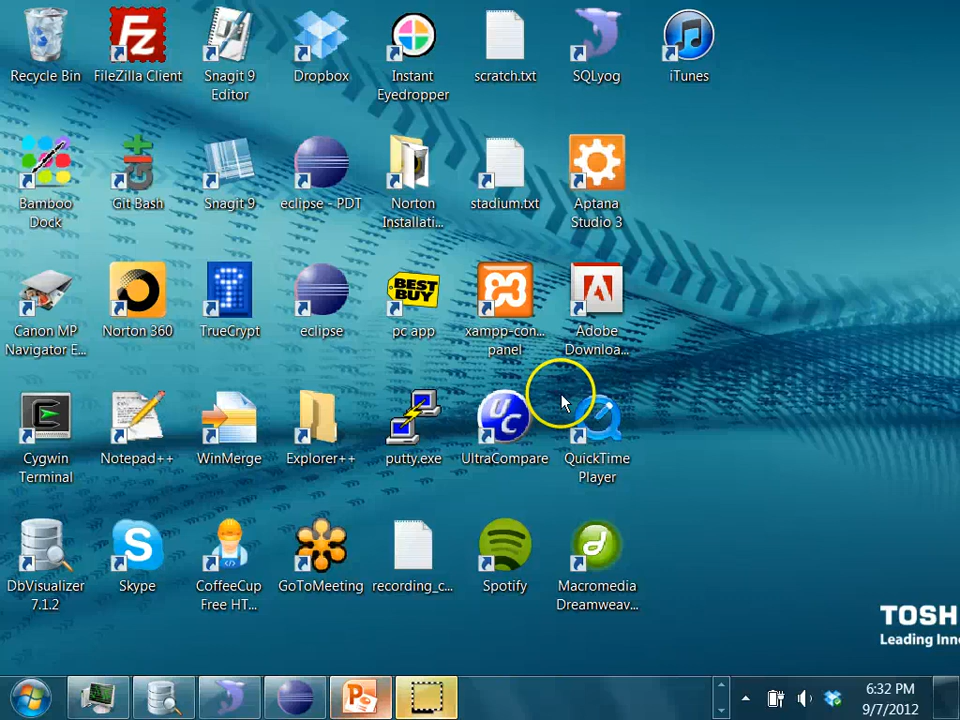 Recycle Bin
FileZilla Client
Snagit 9
Editor
Dropbox
Instant
Eyedropper
scratch.txt
SQLyog
iTunes
Bamboo
Dock
GIt
Git Bash
Snagit 9
eclipse - PDT
Norton
Installati...
stadium.txt
Aptana
Studio 3
Canon MP
Navigator E...
Norton 360
TrueCrypt
eclipse
BEST
BUY
pc app
xampp-con...
panel
Adobe
Downloa...
Cygwin
Terminal
Notepad++
WinMerge
Explorer++
putty.exe
UC
UltraCompare
QuickTime
Player
DbVisualizer
7.1.2
Skype
CoffeeCup
Free HT...
GoToMeeting
recording_c...
Spotify
Macromedia
Dreamweav...
TOSH
Leading Inno
6:32 PM
9/7/2012